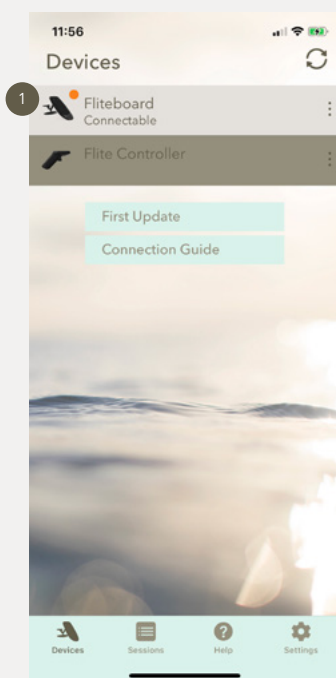 11:56
Devices
1
Fliteboard
Connectable
Flite Controller
First Update
Connection Guide
Devices Sessions Help Settings